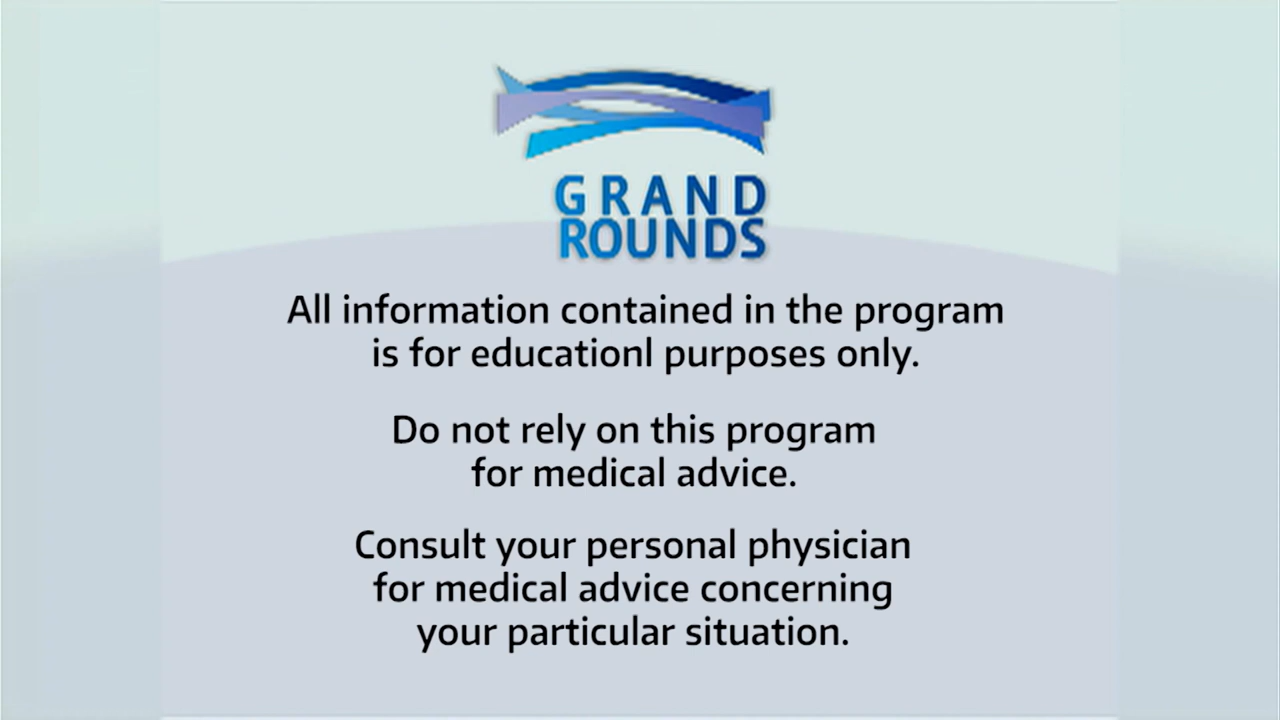 GRAND
ROUNDS
All information contained in the program
is for educationl purposes only.
Do not rely on this program
for medical advice.
Consult your personal physician
for medical advice concerning
your particular situation.